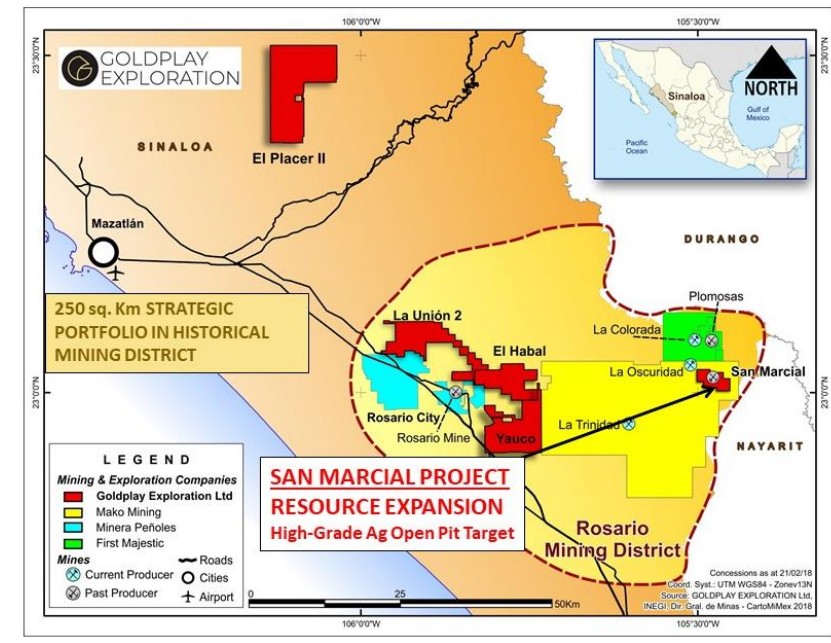 106°0'0"W
105°30'0"W
23°30'0"N
23°30'0"N
GOLDPLAY
EXPLORATION
Sinaloa
NORTH
Gulf of
Mexico
Pacific
Ocean
SINALOA
El Placer II
Mazatlán
DURANGO
250 sq. Km STRATEGIC
PORTFOLIO IN HISTORICAL
MINING DISTRICT
Plomosas
La Unión 2
La Colorada
El Habal
La Oscuridad
San Marcial
23°0'0"N
23°0'0"N
Rosario City
Rosario Mine
Yauco
La Trinidad
NAYARIT
SAN MARCIAL PROJECT
RESOURCE EXPANSION
High-Grade Ag Open Pit Target
Rosario
Mining District
LEGEND
Mining & Exploration Companies
Goldplay Exploration Ltd
Mako Mining
Minera Peñoles
First Majestic
Mines
Current Producer
Past Producer
Roads
Cities
Airport
0 25 50Km
Concessions as at 21/02/18
Coord. Syst.: UTM WGS84 - Zonev13N
Source: GOLDPLAY EXPLORATION Ltd,
INEGI, Dir. Gral. de Minas - CartoMiMex 2018
106°0'0"W
105°30'0"W